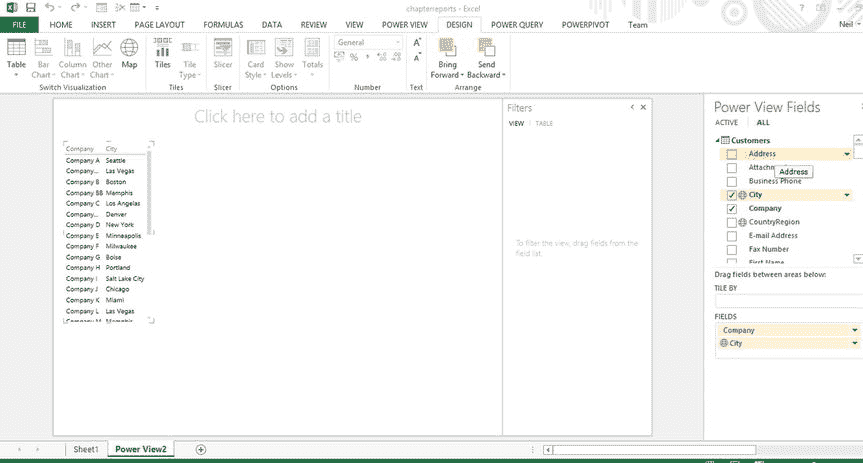 chapterreports - Excel
FILE HOME INSERT PAGE LAYOUT FORMULAS DATA REVIEW VIEW POWER VIEW DESIGN POWER QUERY POWERPIVOT Team Neil
General
Table Bar Chart Column Chart Other Chart Map Tiles Tile Type Slicer Card Style Show Levels Totals Bring Forward Send Backward
Switch Visualization Tiles Slicer Options Number Text Arrange
Click here to add a title
Company City
Company A Seattle
Company... Las Vegas
Company B Boston
Company BB Memphis
Company C Los Angelas
Company... Denver
Company D New York
Company E Minneapolis
Company F Milwaukee
Company G Boise
Company H Portland
Company I Salt Lake City
Company J Chicago
Company K Miami
Company L Las Vegas
Company M Memphis
Filters
VIEW TABLE
To filter the view, drag fields from the
field list.
Power View Fields
ACTIVE ALL
Customers
Address
Address
Business Phone
City
Company
CountryRegion
E-mail Address
Fax Number
First Name
Drag fields between areas below:
TILE BY
FIELDS
Company
City
Sheet1 Power View2